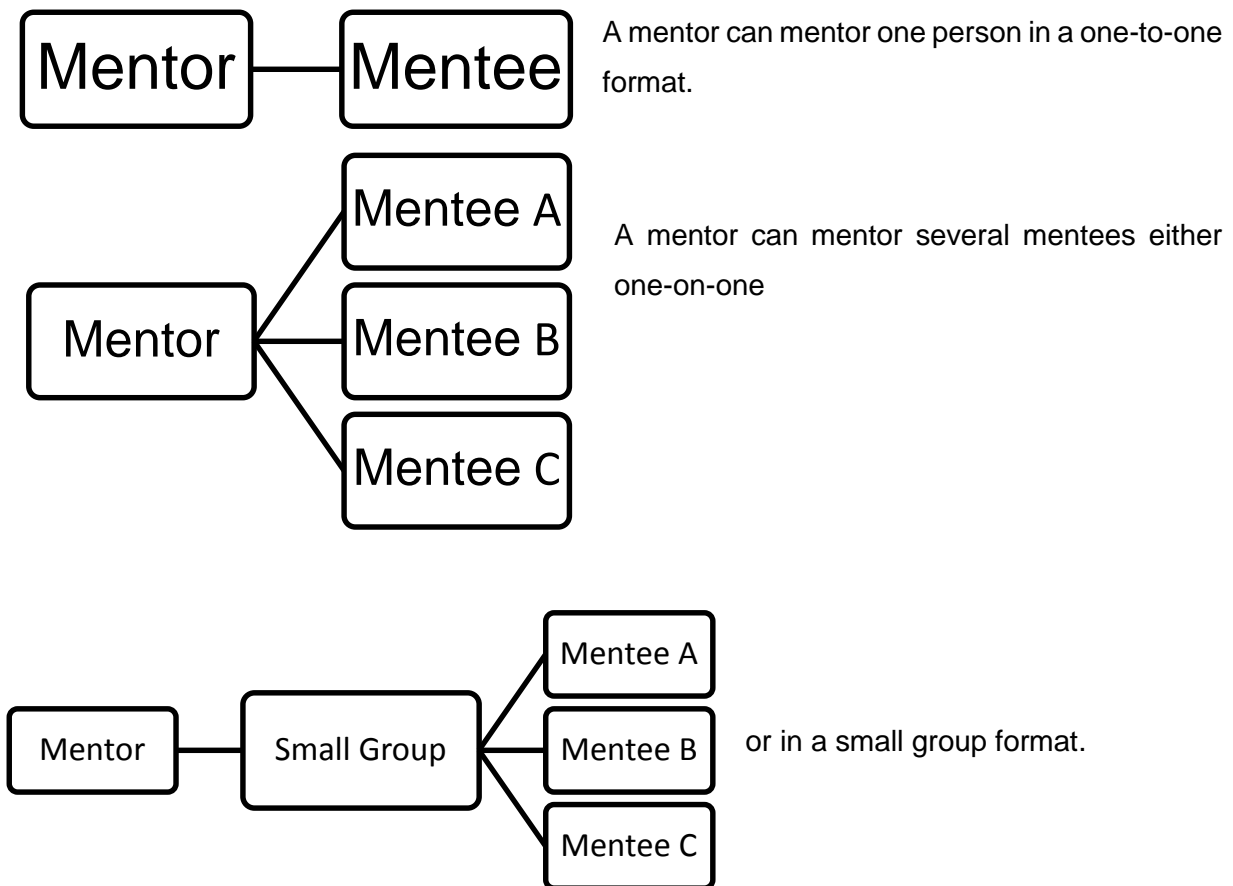 Mentor Mentee
A mentor can mentor one person in a one-to-one
format.
Mentee A
Mentor Mentee B
Mentee C
A mentor can mentor several mentees either
one-on-one
Mentee A
Mentor Small Group Mentee B
Mentee C
or in a small group format.